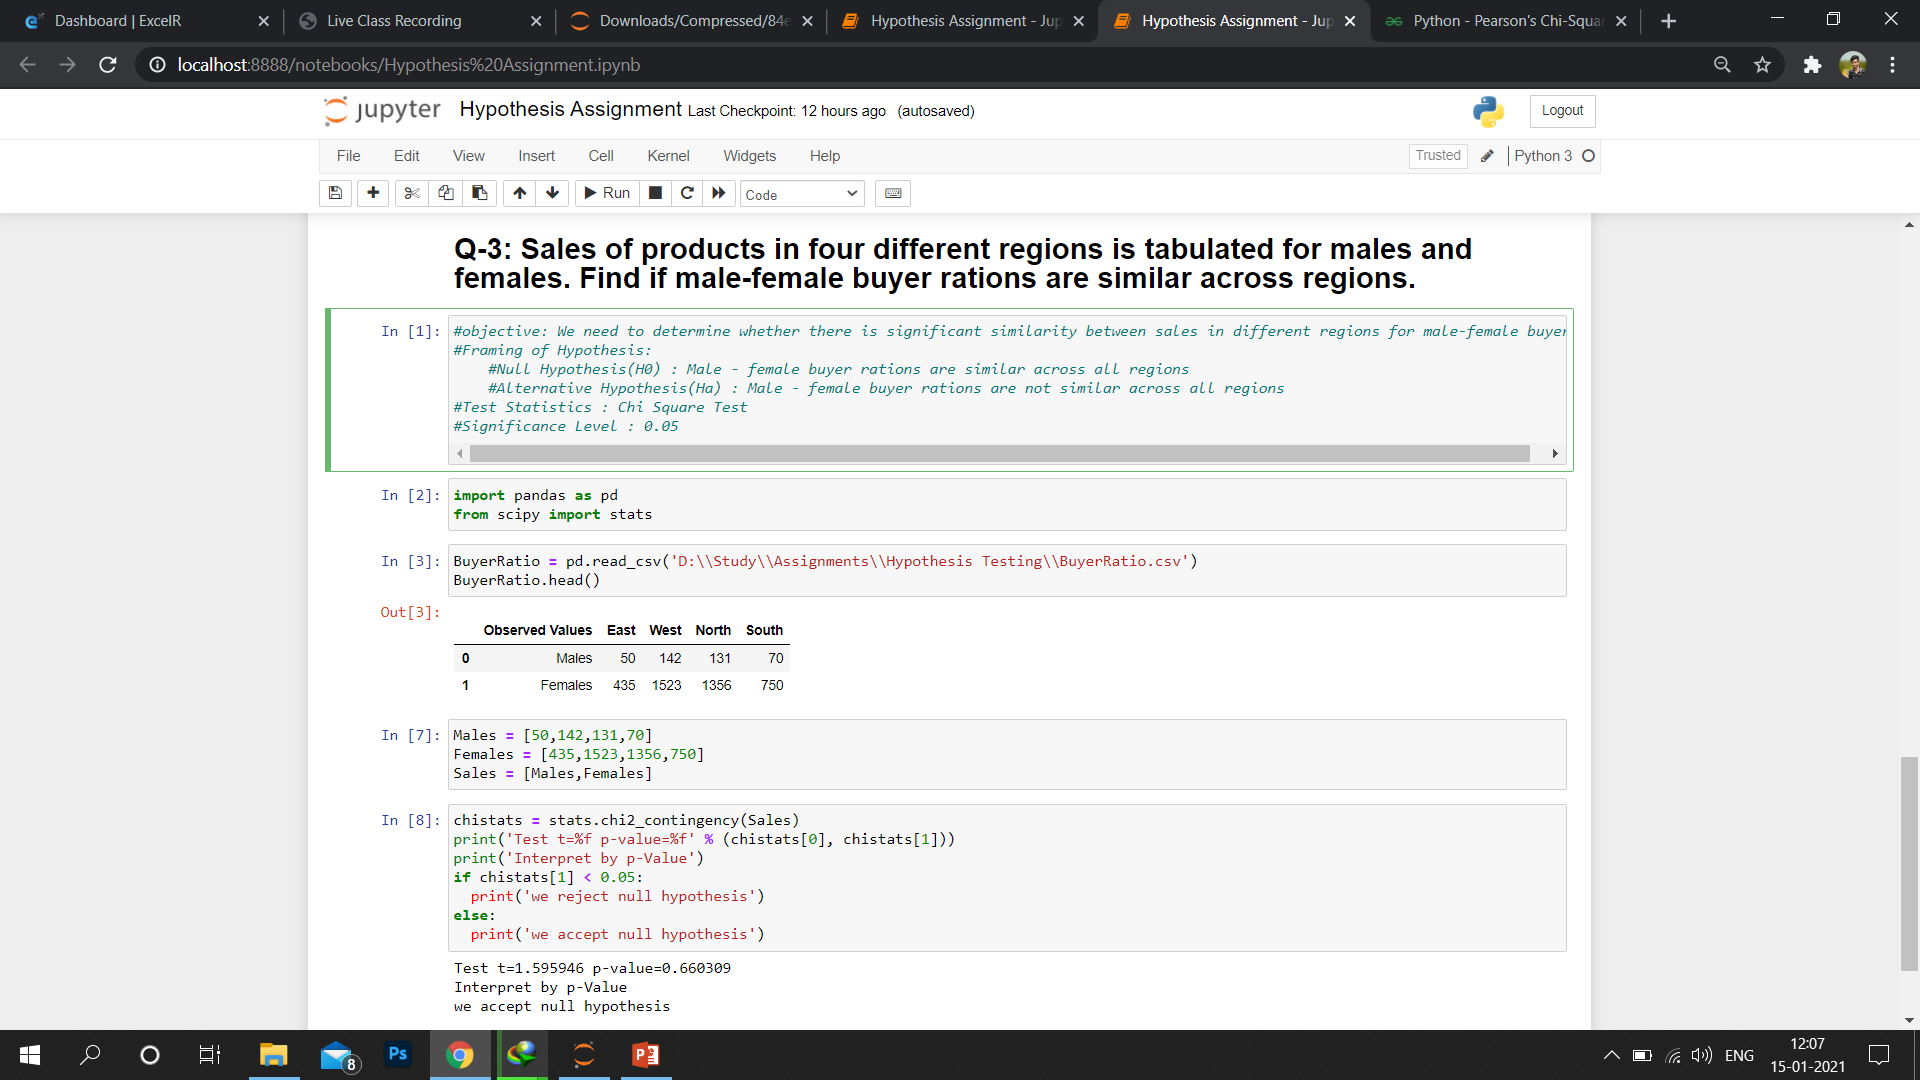 Dashboard | ExcelR
Live Class Recording
Downloads/Compressed/84
Hypothesis Assignment - Jup
Hypothesis Assignment - Jup
Python - Pearson's Chi-Squa
localhost:8888/notebooks/Hypothesis%20Assignment.ipynb
jupyter Hypothesis Assignment Last Checkpoint: 12 hours ago (autosaved)
Logout
File Edit View Insert Cell Kernel Widgets Help
Trusted
Python 3
Run
Code
Q-3: Sales of products in four different regions is tabulated for males and
females. Find if male-female buyer rations are similar across regions.
In [1]:
#objective: We need to determine whether there is significant similarity between sales in different regions for male-female buyer
#Framing of Hypothesis:
#Null Hypothesis(H0) : Male - female buyer rations are similar across all regions
#Alternative Hypothesis(Ha) : Male - female buyer rations are not similar across all regions
#Test Statistics : Chi Square Test
#Significance Level : 0.05
In [2]:
import pandas as pd
from scipy import stats
In [3]:
BuyerRatio = pd.read_csv('D:\\Study\\Assignments\\Hypothesis Testing\\BuyerRatio.csv')
BuyerRatio.head()
Out[3]:
Observed Values East West North South
0 Males 50 142 131 70
1 Females 435 1523 1356 750
In [7]:
Males = [50,142,131,70]
Females = [435,1523,1356,750]
Sales = [Males,Females]
In [8]:
chistats = stats.chi2_contingency(Sales)
print('Test t=%f p-value=%f' % (chistats[0], chistats[1]))
print('Interpret by p-Value')
if chistats[1] < 0.05:
print('we reject null hypothesis')
else:
print('we accept null hypothesis')
Test t=1.595946 p-value=0.660309
Interpret by p-Value
we accept null hypothesis
8
Ps
ENG
12:07
15-01-2021